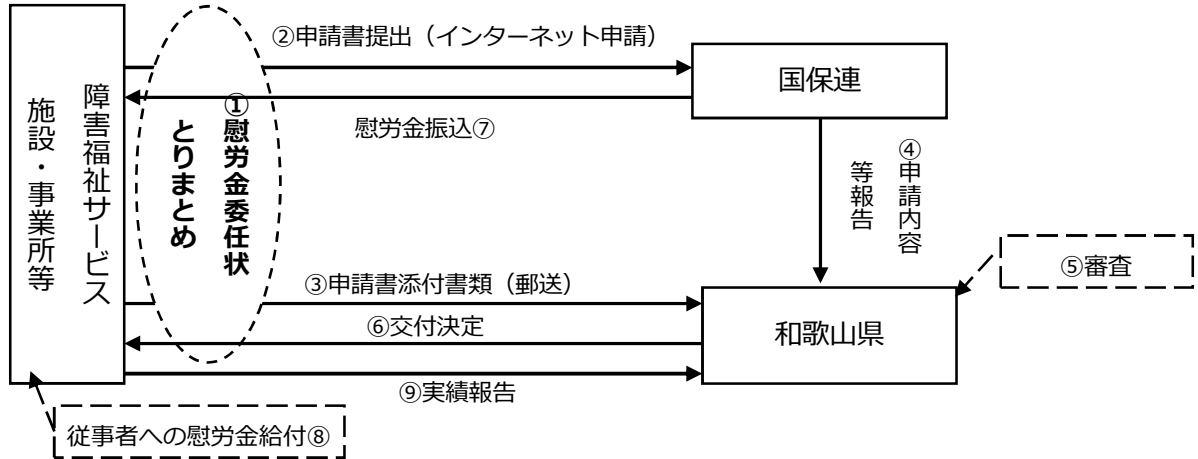 ②申請書提出（インターネット申請）
国保連
慰労金振込⑦
障害福祉サービス
施設・事業所等
①慰労金委任状
とりまとめ
④申請内容
等報告
⑤審査
③申請書添付書類（郵送）
⑥交付決定
和歌山県
⑨実績報告
従事者への慰労金給付⑧